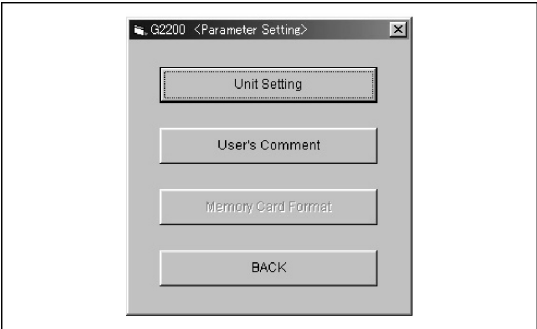 G2200 <Parameter Setting>
Unit Setting
User's Comment
Memory Card Format
BACK